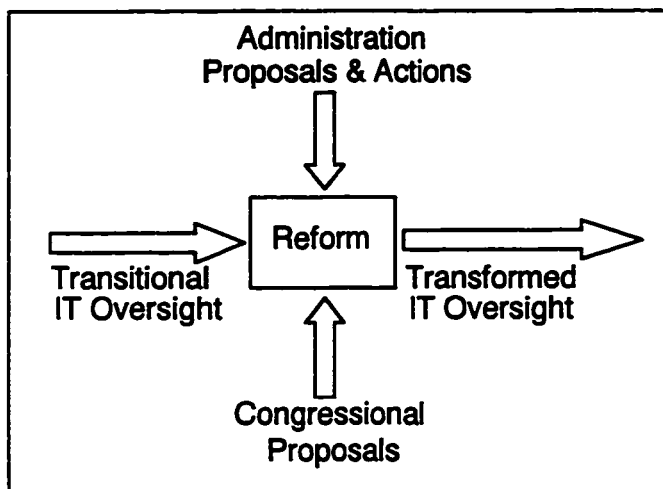 Administration
Proposals & Actions
Reform
Transitional
IT Oversight
Transformed
IT Oversight
Congressional
Proposals